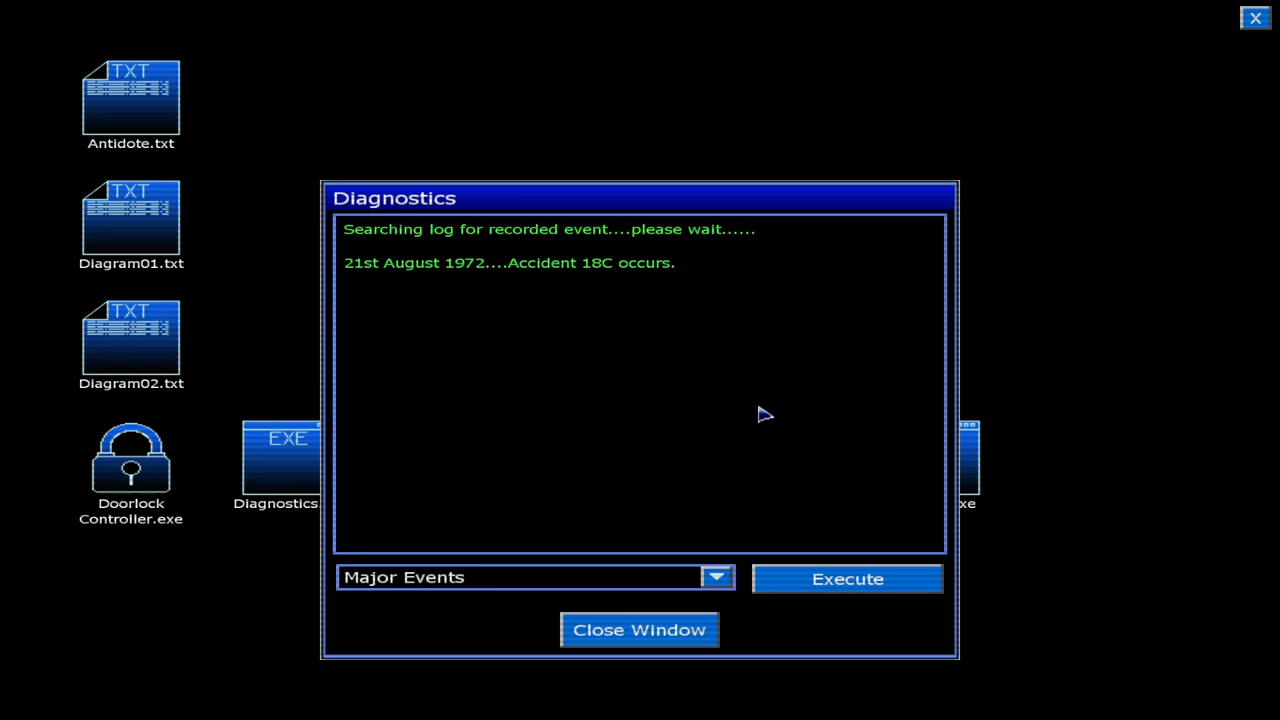 X
TXT
Antidote.txt
TXT
Diagram01.txt
TXT
Diagram02.txt
Doorlock
Controller.exe
EXE
Diagnostics.
xe
Diagnostics
Searching log for recorded event....please wait......
21st August 1972....Accident 18C occurs.
Major Events
Execute
Close Window